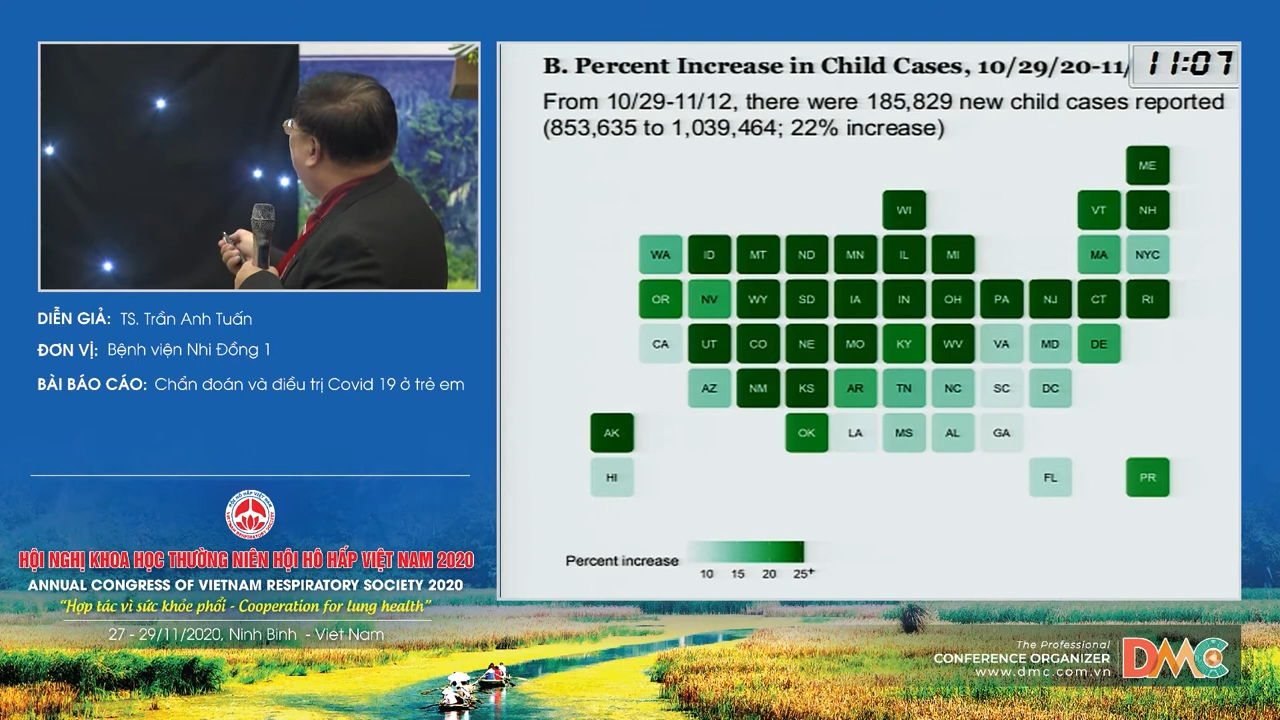 B. Percent Increase in Child Cases, 10/29/20-11/
11:07
From 10/29-11/12, there were 185,829 new child cases reported
(853,635 to 1,039,464; 22% increase)
ME
WI VT NH
WA ID MT ND MN IL MI MA NYC
OR NV WY SD IA IN OH PA NJ CT RI
CA UT CO NE MO KY WV VA MD DE
AZ NM KS AR TN NC SC DC
AK OK LA MS AL GA
HI FL PR
Percent increase
10 15 20 25+
DIỄN GIẢ: TS. Trần Anh Tuấn
ĐƠN VỊ: Bệnh viện Nhi Đồng 1
BÀI BÁO CÁO: Chẩn đoán và điều trị Covid 19 ở trẻ em
HỘI NGHỊ KHOA HỌC THƯỜNG NIÊN HỘI HÔ HẤP VIỆT NAM 2020
ANNUAL CONGRESS OF VIETNAM RESPIRATORY SOCIETY 2020
"Hợp tác vì sức khỏe phổi - Cooperation for lung health"
27 - 29/11/2020, Ninh Binh - Viet Nam
The Professional
CONFERENCE ORGANIZER
www.dmc.com.vn
DMC